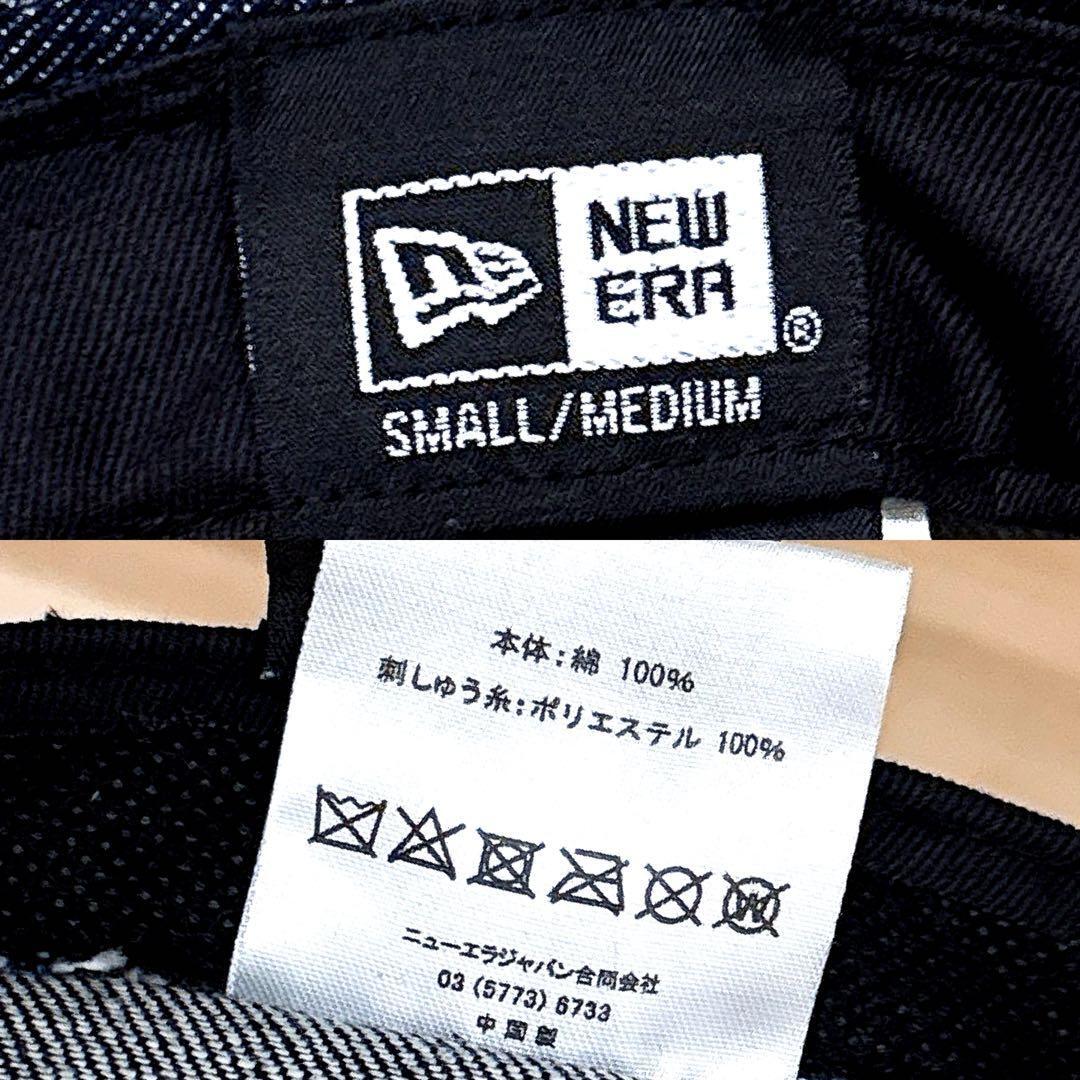 NEW
ERA
®
SMALL/MEDIUM
本体:綿 100%
刺しゅう糸:ポリエステル 100%
W
ニューエラジャパン合同会社
03 (5773) 6733
中国製